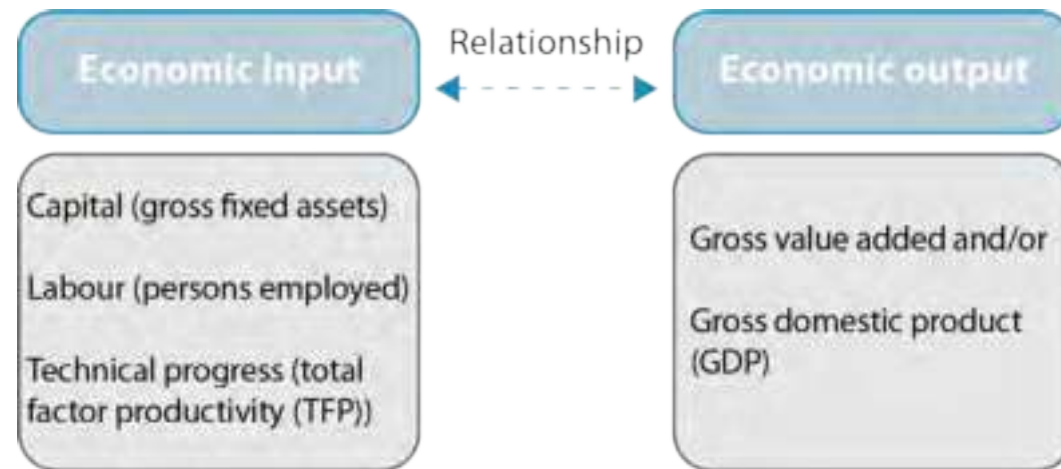 Economic input
Relationship
Economic output
Capital (gross fixed assets)
Labour (persons employed)
Technical progress (total
factor productivity (TFP))
Gross value added and/or
Gross domestic product
(GDP)